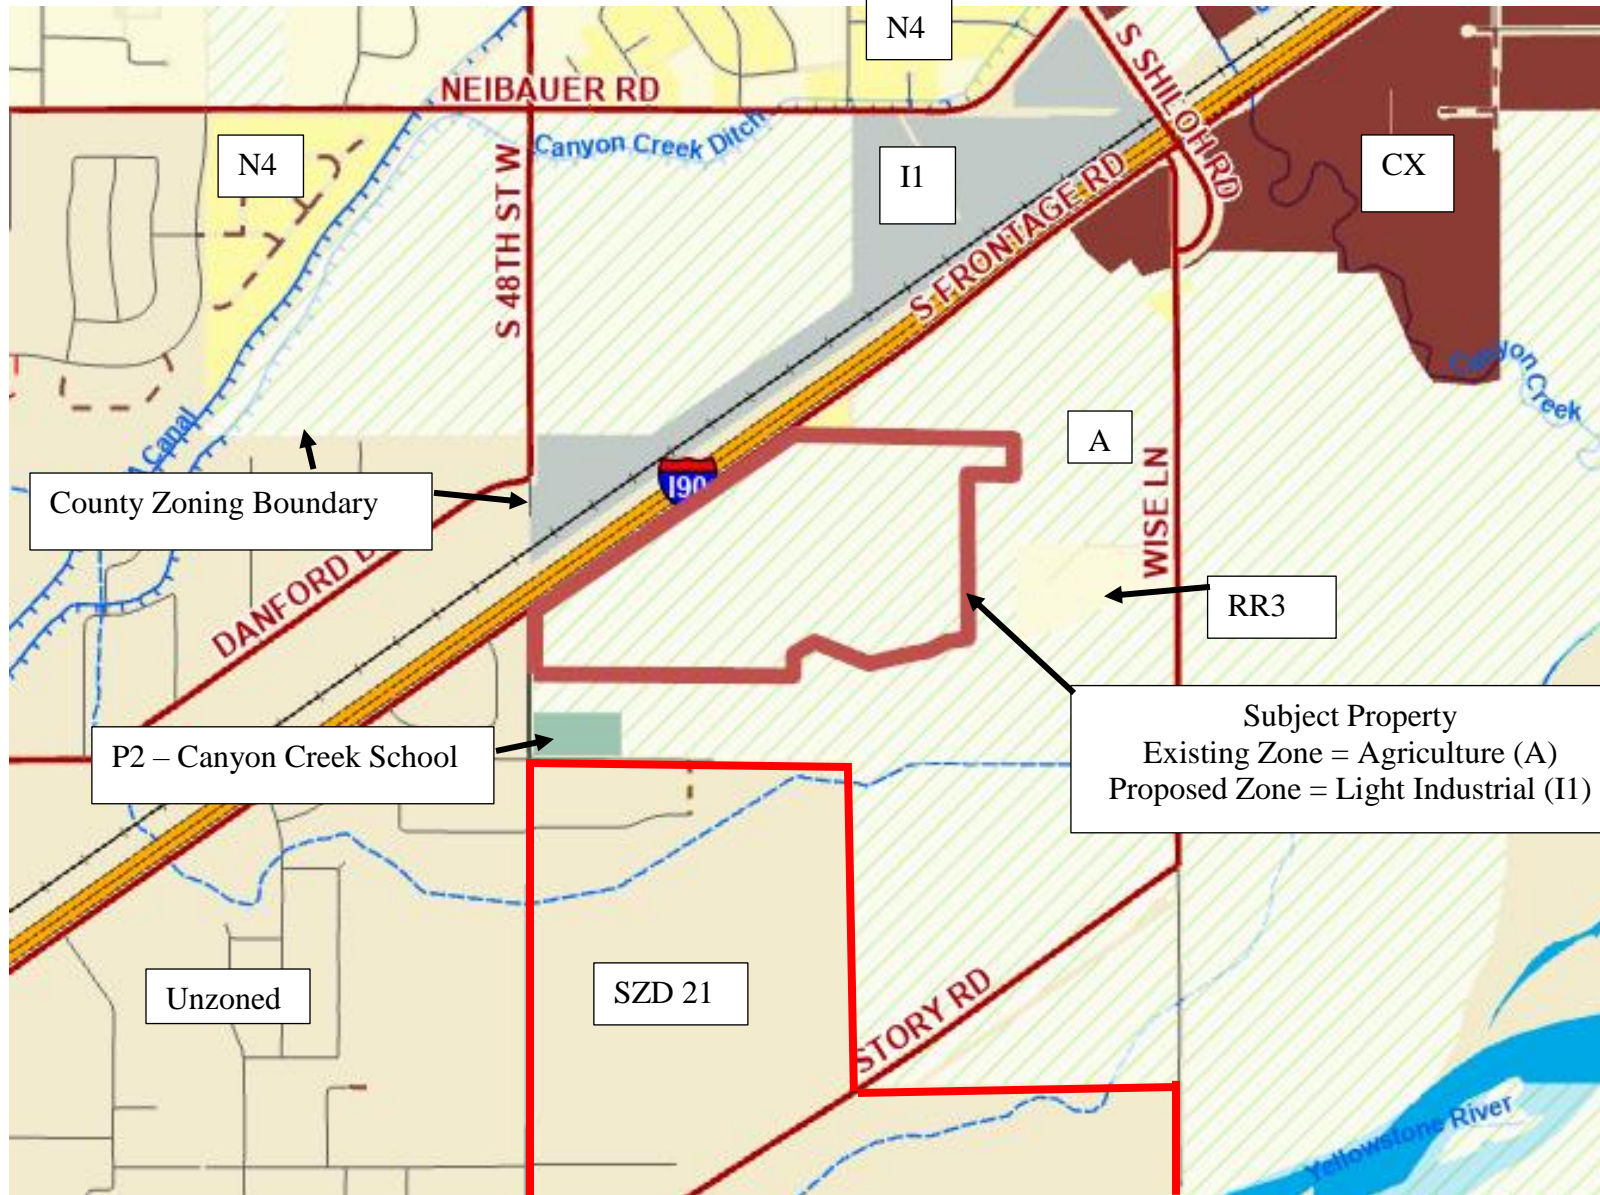 N4
S SHILOH RD
NEIBAUER RD
Canyon Creek Ditch
N4
S 48TH ST W
I1
CX
S FRONTAGE RD
Canyon
Creek
Canal
A
I90
County Zoning Boundary
WISE LN
DANFORD
RR3
Subject Property
Existing Zone = Agriculture (A)
Proposed Zone = Light Industrial (I1)
P2 – Canyon Creek School
Unzoned
SZD 21
STORY RD
Yellowstone River